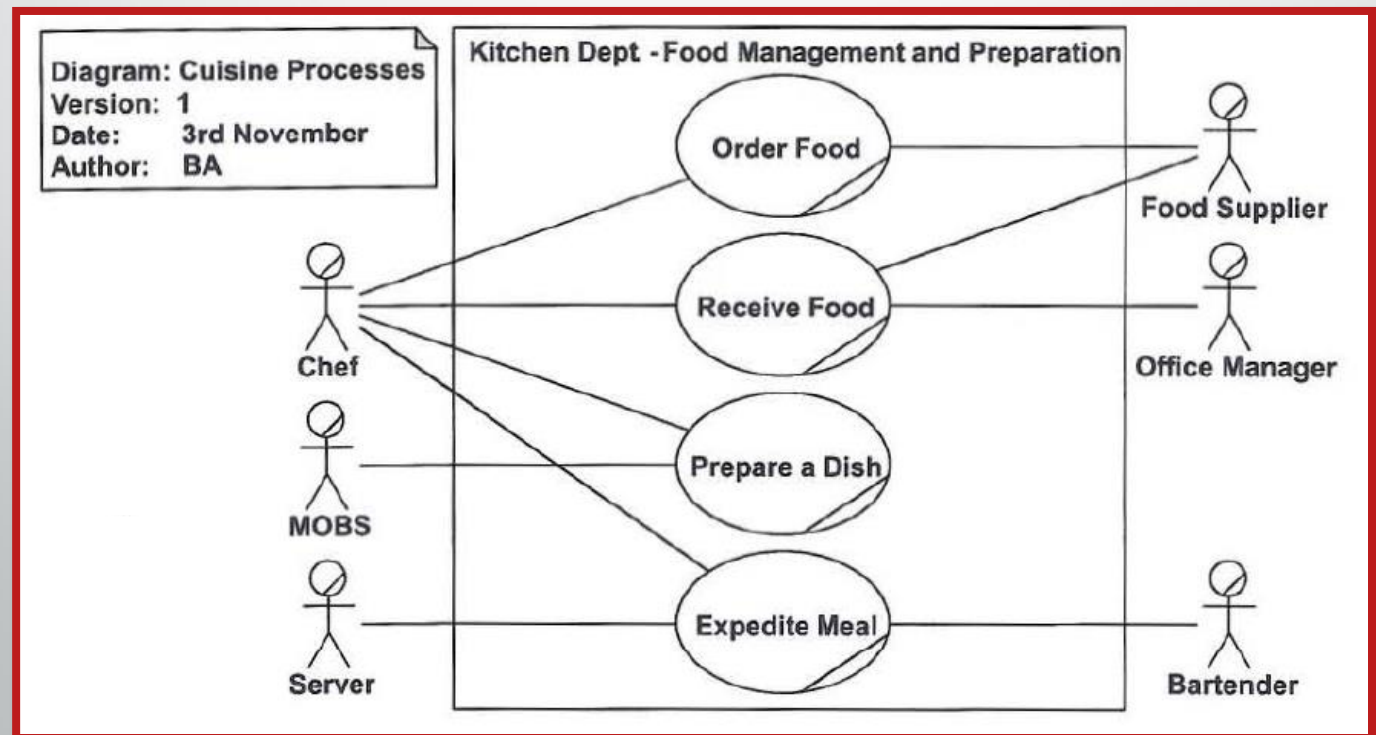 Diagram: Cuisine Processes
Version: 1
Date: 3rd November
Author: BA
Kitchen Dept. - Food Management and Preparation
Order Food
Food Supplier
Receive Food
Chef
Office Manager
Prepare a Dish
MOBS
Expedite Meal
Server
Bartender